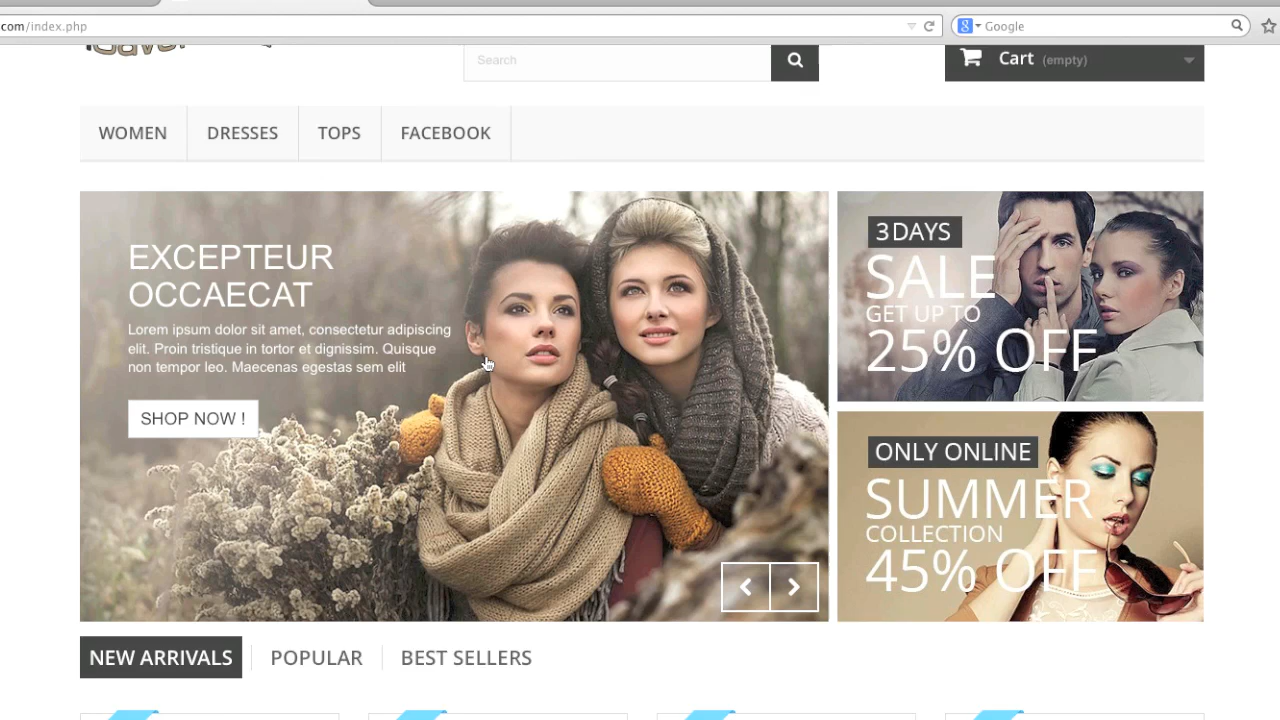 .com/index.php
Google
Search
Cart (empty)
WOMEN
DRESSES
TOPS
FACEBOOK
EXCEPTEUR
OCCAECAT
Lorem ipsum dolor sit amet, consectetur adipiscing
elit. Proin tristique in tortor et dignissim. Quisque
non tempor leo. Maecenas egestas sem elit
SHOP NOW !
3 DAYS
SALE
GET UP TO
25% OFF
ONLY ONLINE
SUMMER
COLLECTION
45% OFF
NEW ARRIVALS
POPULAR
BEST SELLERS